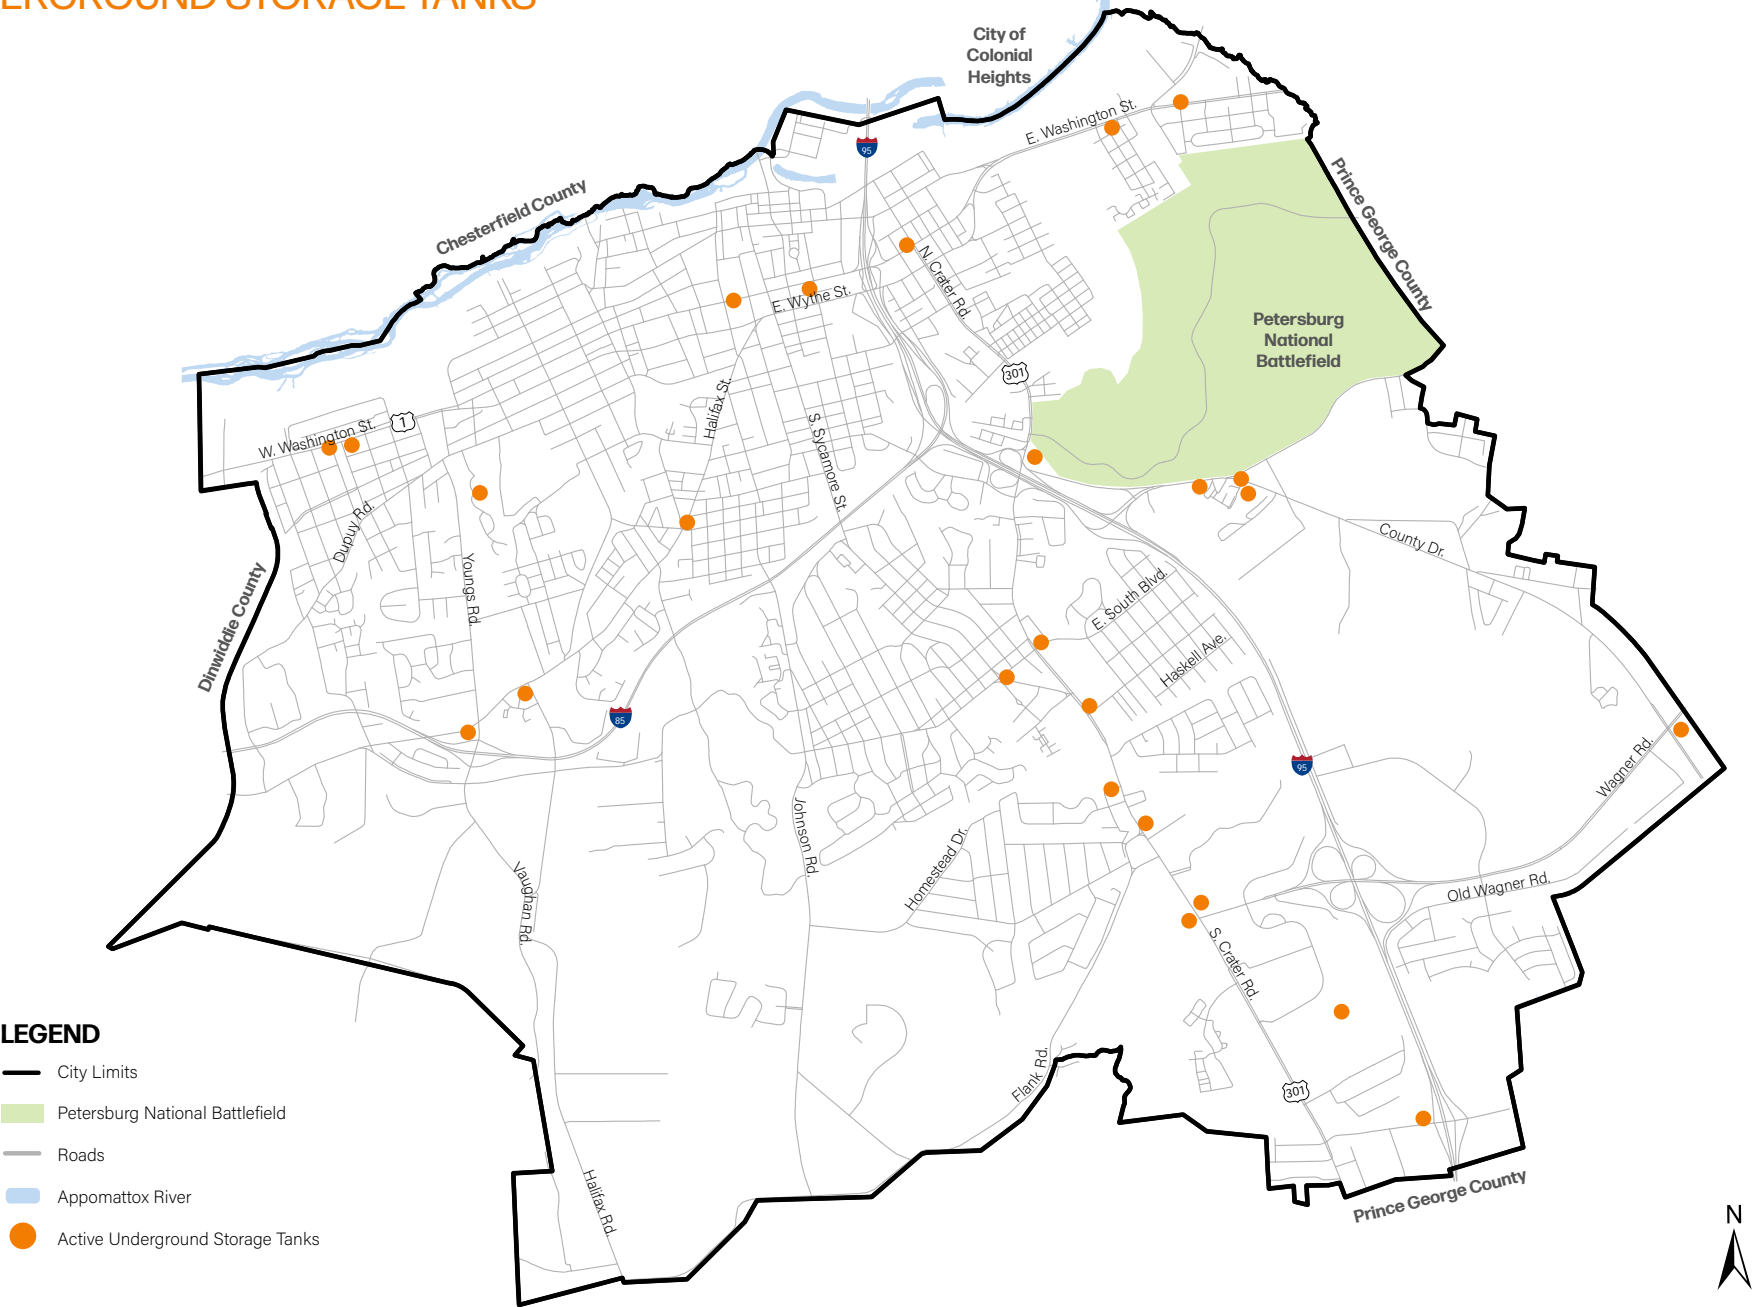 ERGROUND STORAGE TANKS
City of
Colonial
Heights
E. Washington St.
95
Chesterfield County
Prince George County
N. Crater Rd.
E. Wythe St.
Petersburg
National
Battlefield
301
Halifax St.
1
W. Washington St.
S. Sycamore St.
Dupuy Rd.
County Dr.
Youngs Rd.
E. South Blvd.
Dinwiddie County
Haskell Ave.
85
95
Wagner Rd.
Johnson Rd.
Homestead Dr.
Vaughan Rd.
Old Wagner Rd.
S. Crater Rd.
Flank Rd.
301
Halifax Rd.
Prince George County
LEGEND
City Limits
Petersburg National Battlefield
Roads
Appomattox River
Active Underground Storage Tanks
N